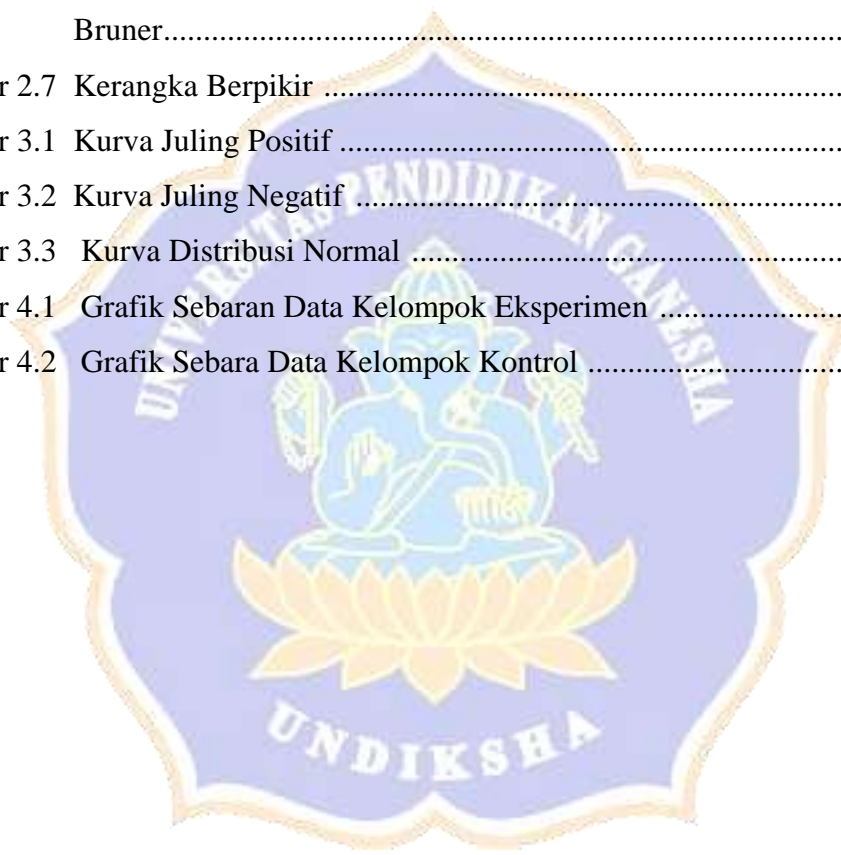 Bruner....................................................................................
r 2.7 Kerangka Berpikir ................................................................
r 3.1 Kurva Juling Positif ..............................................................
r 3.2 Kurva Juling Negatif ............................................................
r 3.3 Kurva Distribusi Normal .....................................................
r 4.1 Grafik Sebaran Data Kelompok Eksperimen .......................
r 4.2 Grafik Sebara Data Kelompok Kontrol ................................
UNIVERSITAS PENDIDIKAN GANESHA
UNDIKSHA